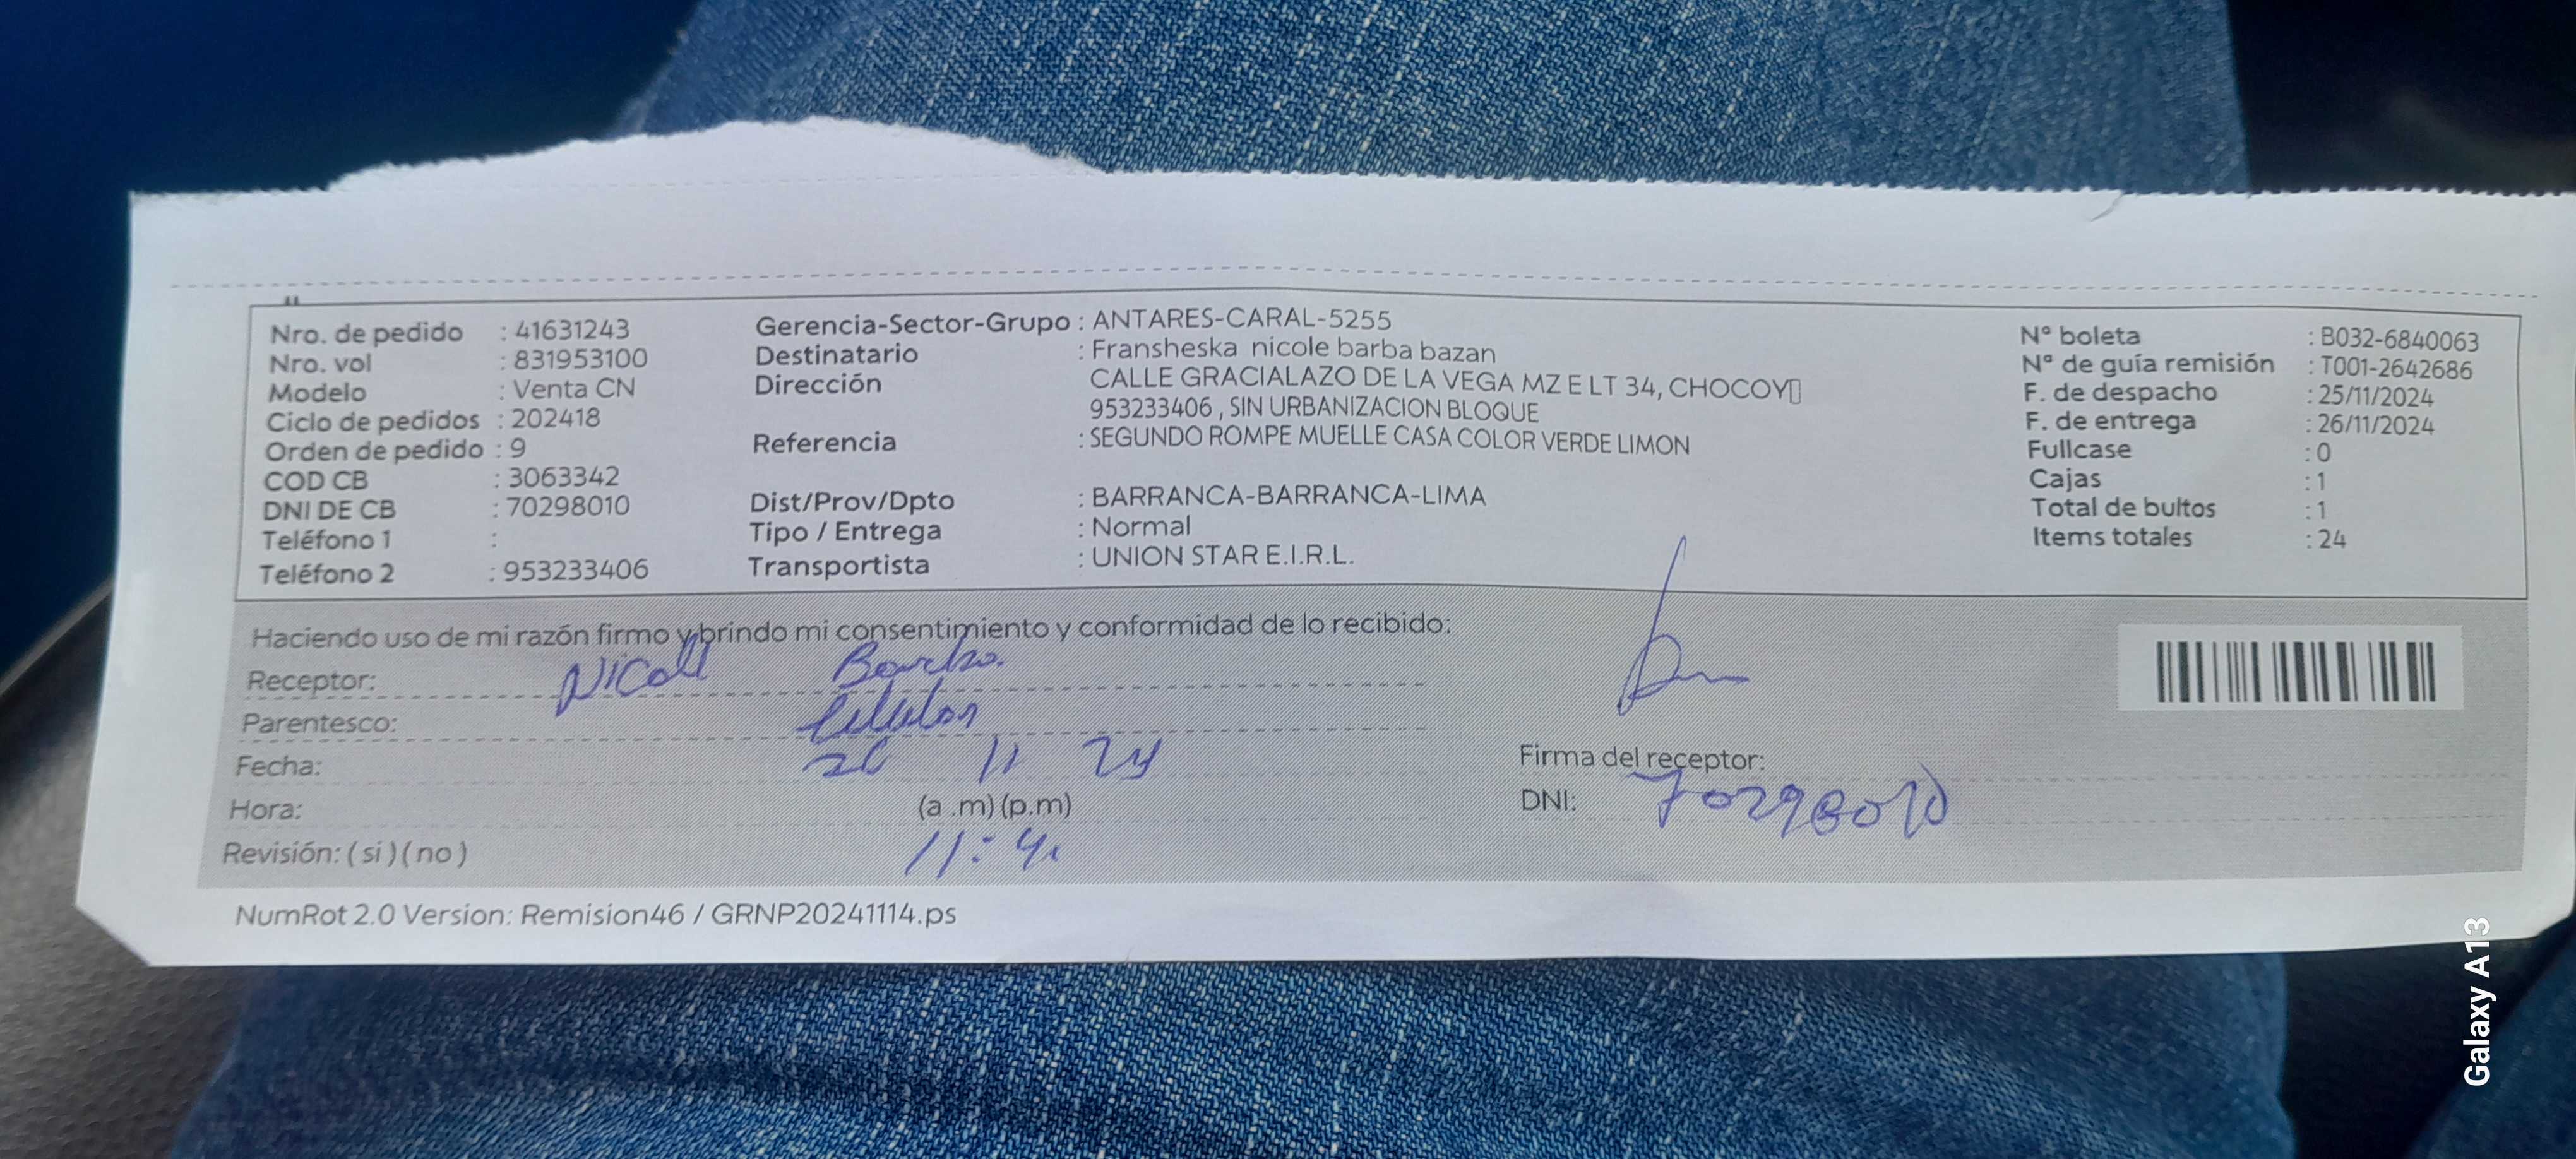 Nro. de pedido : 41631243
Nro. vol : 831953100
Modelo : Venta CN
Ciclo de pedidos : 202418
Orden de pedido : 9
COD CB : 3063342
DNI DE CB : 70298010
Teléfono 1 :
Teléfono 2 : 953233406
Gerencia-Sector-Grupo : ANTARES-CARAL-5255
Destinatario : Fransheska nicole barba bazan
Dirección CALLE GRACIALAZO DE LA VEGA MZ E LT 34, CHOCOY▯
953233406 , SIN URBANIZACION BLOQUE
Referencia : SEGUNDO ROMPE MUELLE CASA COLOR VERDE LIMON
Dist/Prov/Dpto : BARRANCA-BARRANCA-LIMA
Tipo / Entrega : Normal
Transportista : UNION STAR E.I.R.L.
N° boleta : B032-6840063
N° de guía remisión : T001-2642686
F. de despacho : 25/11/2024
F. de entrega : 26/11/2024
Fullcase : 0
Cajas : 1
Total de bultos : 1
Items totales : 24
Haciendo uso de mi razón firmo y brindo mi consentimiento y conformidad de lo recibido:
Receptor: Nicoll Barba
Parentesco:
Fecha: 26 11 24
Hora: (a .m) (p.m)
11:41
Revisión: ( si ) ( no )
Firma del receptor:
DNI: 70298010
NumRot 2.0 Version: Remision46 / GRNP20241114.ps
Galaxy A13